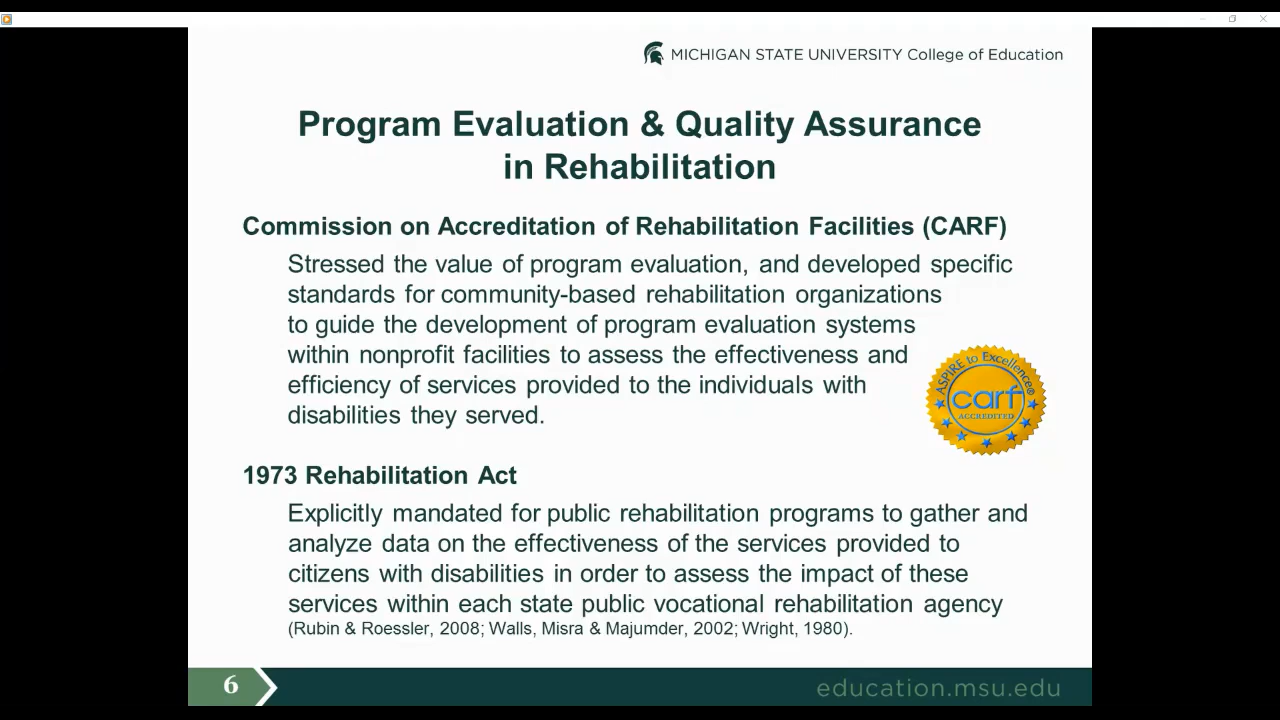 MICHIGAN STATE UNIVERSITY College of Education
Program Evaluation & Quality Assurance
in Rehabilitation
Commission on Accreditation of Rehabilitation Facilities (CARF)
Stressed the value of program evaluation, and developed specific
standards for community-based rehabilitation organizations
to guide the development of program evaluation systems
within nonprofit facilities to assess the effectiveness and
efficiency of services provided to the individuals with
disabilities they served.
ASPIRE to Excellence®
carf
ACCREDITED
1973 Rehabilitation Act
Explicitly mandated for public rehabilitation programs to gather and
analyze data on the effectiveness of the services provided to
citizens with disabilities in order to assess the impact of these
services within each state public vocational rehabilitation agency
(Rubin & Roessler, 2008; Walls, Misra & Majumder, 2002; Wright, 1980).
6
education.msu.edu